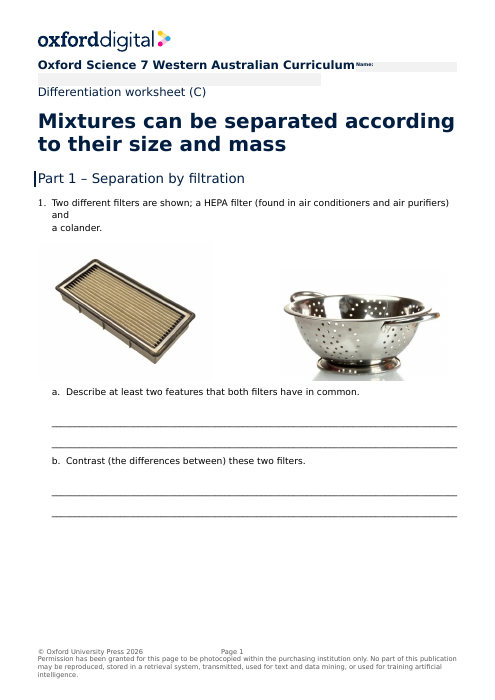 oxforddigital
Oxford Science 7 Western Australian Curriculum Name:
Differentiation worksheet (C)
Mixtures can be separated according
to their size and mass
Part 1 – Separation by filtration
1. Two different filters are shown; a HEPA filter (found in air conditioners and air purifiers)
and
a colander.
a. Describe at least two features that both filters have in common.
b. Contrast (the differences between) these two filters.
© Oxford University Press 2026 Page 1
Permission has been granted for this page to be photocopied within the purchasing institution only. No part of this publication
may be reproduced, stored in a retrieval system, transmitted, used for text and data mining, or used for training artificial
intelligence.